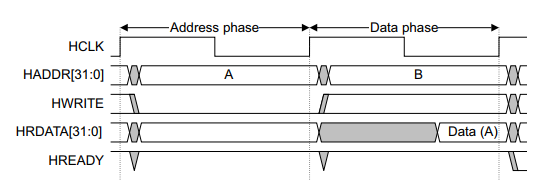 Address phase Data phase
HCLK
HADDR[31:0] A B
HWRITE
HRDATA[31:0] Data (A)
HREADY